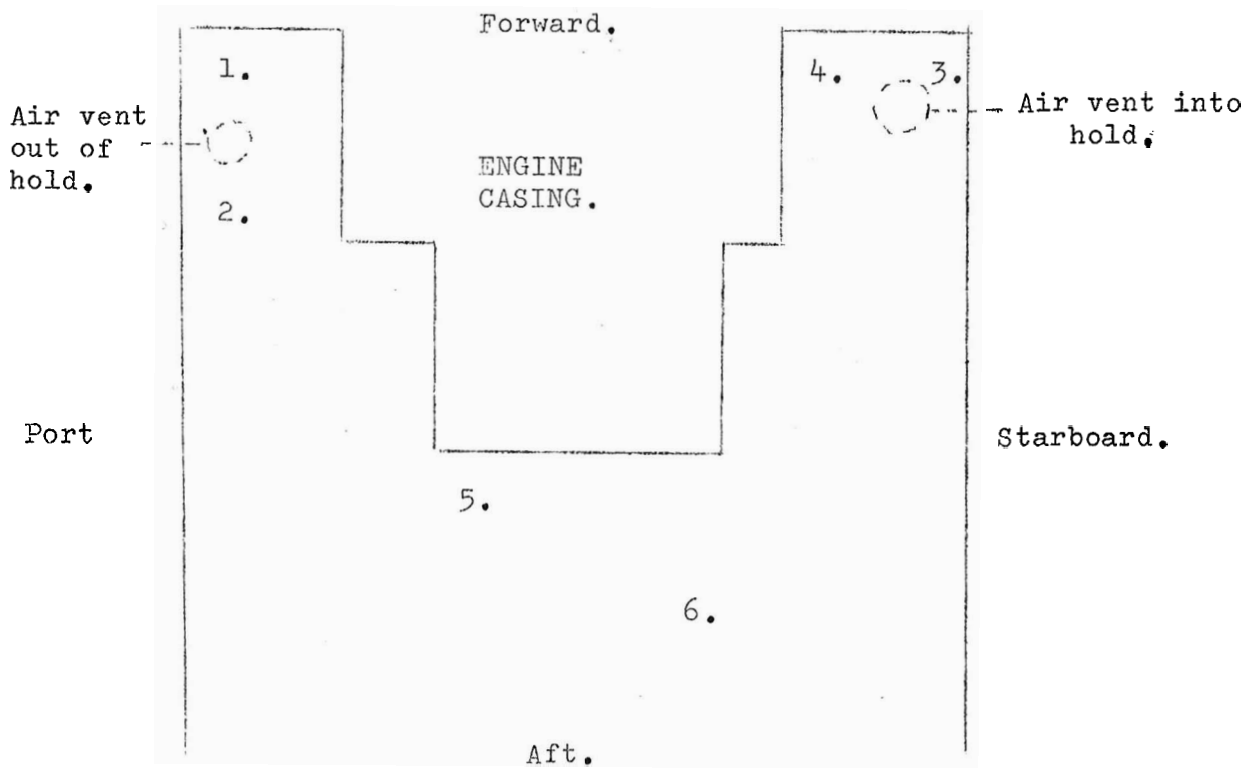 Forward.
1.
4.
3.
Air vent
out of
hold.
Air vent into
hold.
ENGINE
CASING.
2.
Port
Starboard.
5.
6.
Aft.